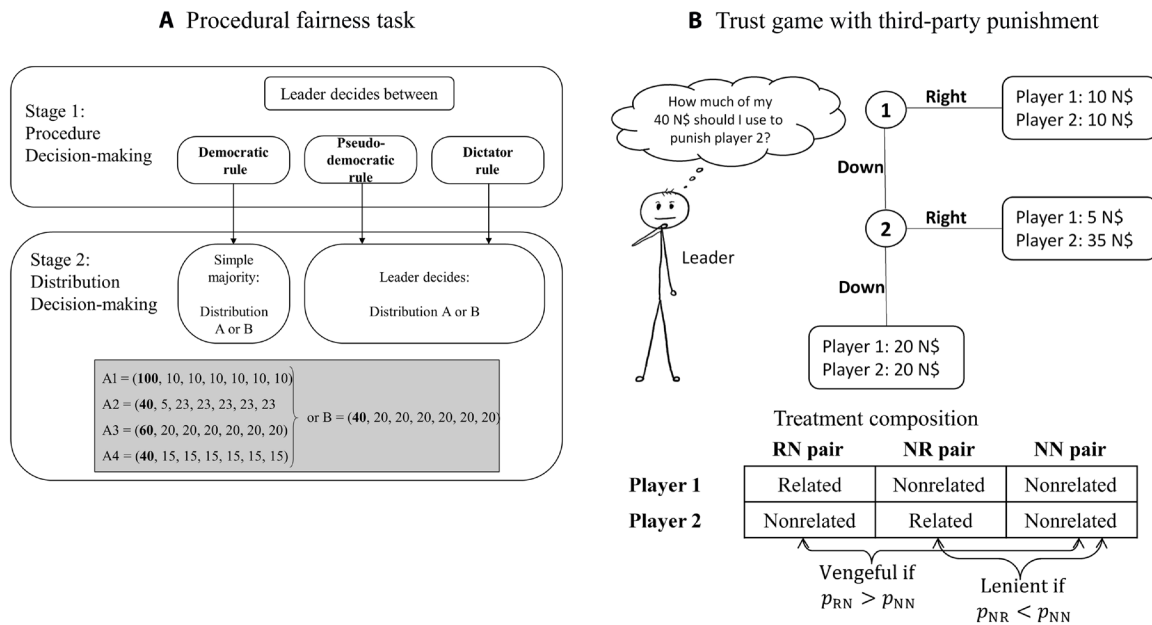 A Procedural fairness task
Stage 1:
Procedure
Decision-making
Leader decides between
Democratic
rule
Pseudo-
democratic
rule
Dictator
rule
Stage 2:
Distribution
Decision-making
Simple
majority:
Distribution
A or B
Leader decides:
Distribution A or B
A1 = (100, 10, 10, 10, 10, 10, 10)
A2 = (40, 5, 23, 23, 23, 23, 23
A3 = (60, 20, 20, 20, 20, 20, 20)
A4 = (40, 15, 15, 15, 15, 15, 15)
or B = (40, 20, 20, 20, 20, 20, 20)
B Trust game with third-party punishment
How much of my
40 N$ should I use to
punish player 2?
Leader
1
Right
Player 1: 10 N$
Player 2: 10 N$
Down
2
Right
Player 1: 5 N$
Player 2: 35 N$
Down
Player 1: 20 N$
Player 2: 20 N$
Treatment composition
RN pair NR pair NN pair
Player 1 Related Nonrelated Nonrelated
Player 2 Nonrelated Related Nonrelated
Vengeful if
pRN > pNN
Lenient if
pNR < pNN